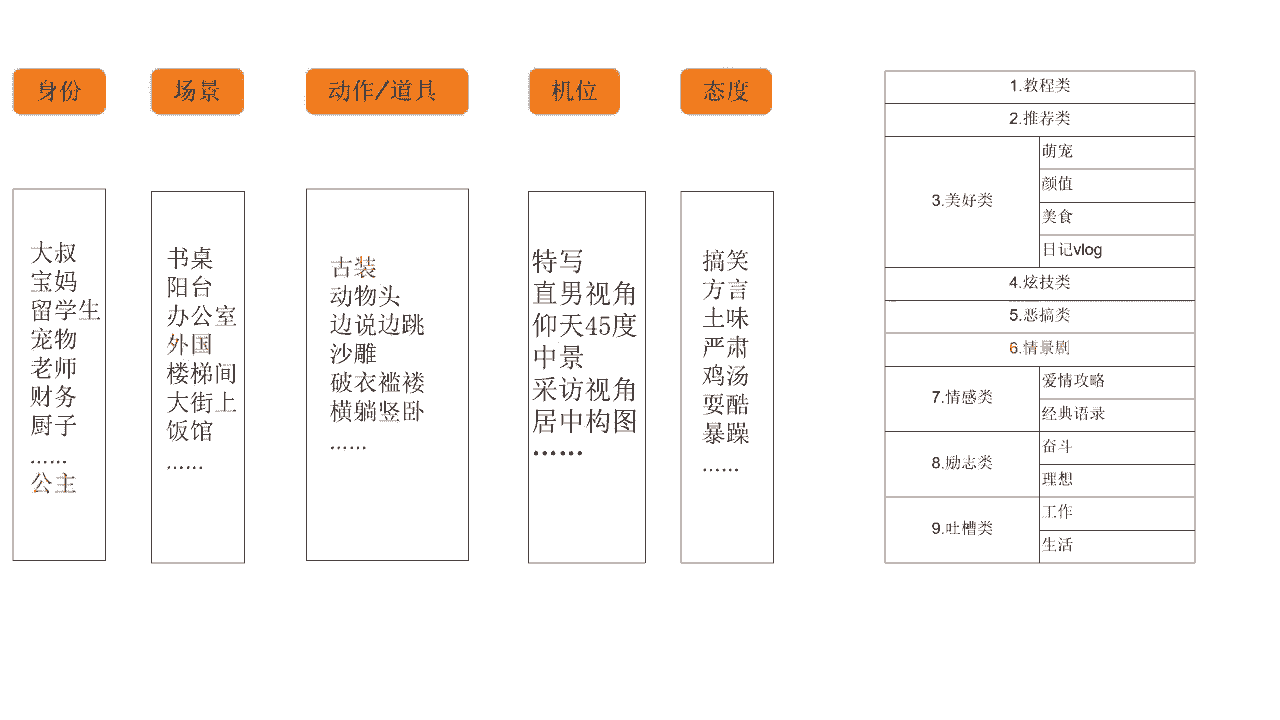 身份
大叔
宝妈
留学生
宠物
老师
财务
厨子
……
公主
场景
书桌
阳台
办公室
外国
楼梯间
大街上
饭馆
……
动作/道具
古装
动物头
边说边跳
沙雕
破衣褴褛
横躺竖卧
……
机位
特写
直男视角
仰天45度
中景
采访视角
居中构图
……
态度
搞笑
方言
土味
严肃
鸡汤
耍酷
暴躁
……
1.教程类
2.推荐类
3.美好类
萌宠
颜值
美食
日记vlog
4.炫技类
5.恶搞类
6.情景剧
7.情感类
爱情攻略
经典语录
8.励志类
奋斗
理想
9.吐槽类
工作
生活